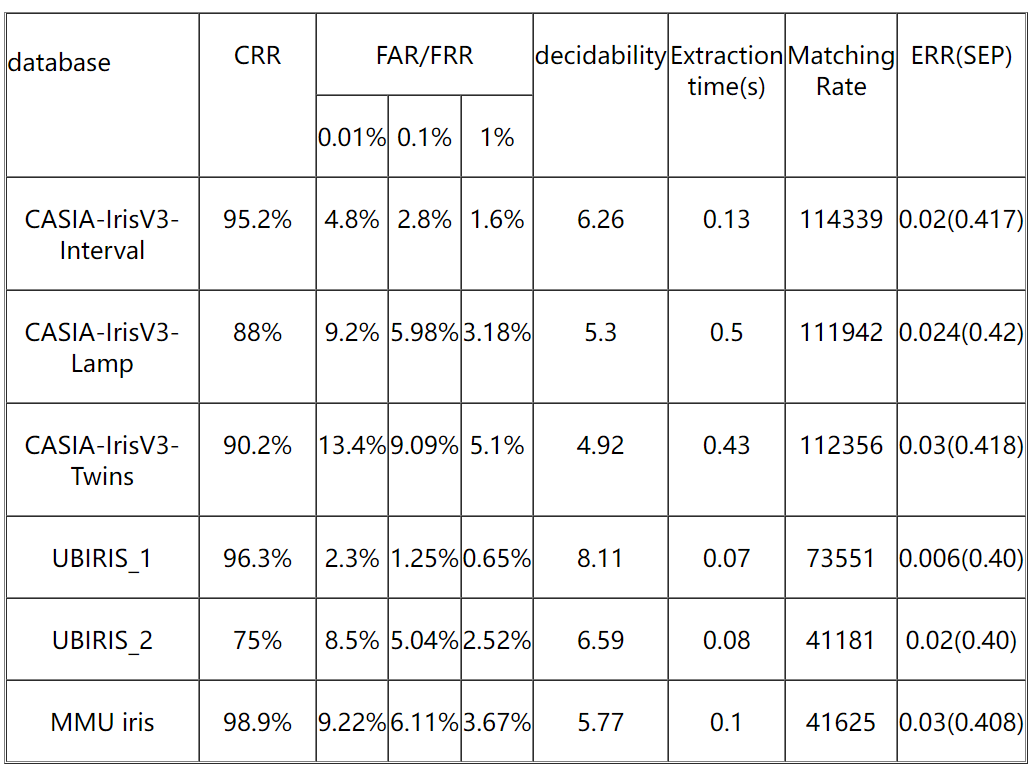 database CRR FAR/FRR decidability Extraction time(s) Matching Rate ERR(SEP)
0.01% 0.1% 1%
CASIA-IrisV3-Interval 95.2% 4.8% 2.8% 1.6% 6.26 0.13 114339 0.02(0.417)
CASIA-IrisV3-Lamp 88% 9.2% 5.98% 3.18% 5.3 0.5 111942 0.024(0.42)
CASIA-IrisV3-Twins 90.2% 13.4% 9.09% 5.1% 4.92 0.43 112356 0.03(0.418)
UBIRIS_1 96.3% 2.3% 1.25% 0.65% 8.11 0.07 73551 0.006(0.40)
UBIRIS_2 75% 8.5% 5.04% 2.52% 6.59 0.08 41181 0.02(0.40)
MMU iris 98.9% 9.22% 6.11% 3.67% 5.77 0.1 41625 0.03(0.408)